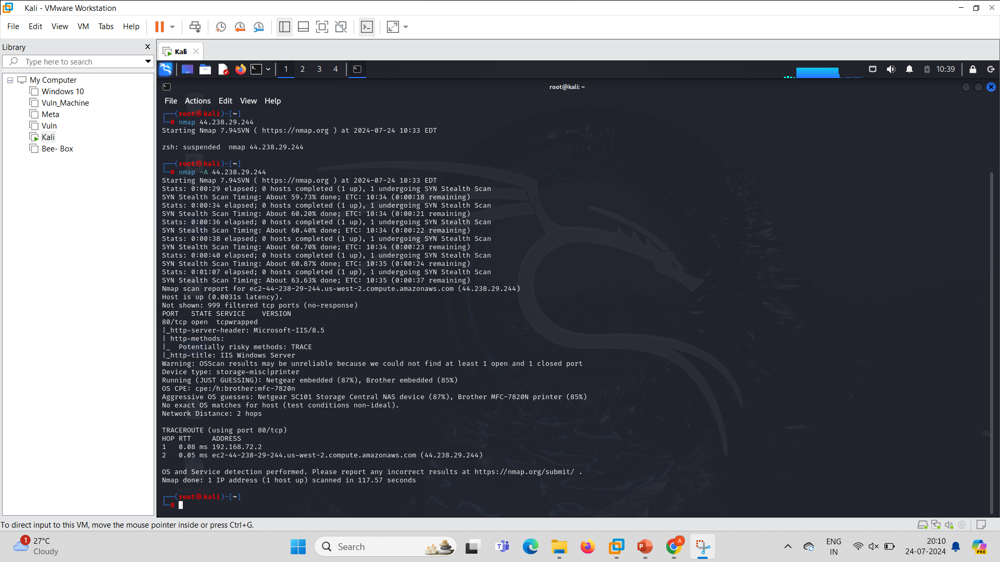 Kali - VMware Workstation
File Edit View VM Tabs Help
Library
Type here to search
My Computer
Windows 10
Vuln_Machine
Meta
Vuln
Kali
Bee- Box
Kali
1 2 3 4
10:39
root@kali: ~
File Actions Edit View Help
┌──(root㉿kali)-[~]
└─# nmap 44.238.29.244
Starting Nmap 7.94SVN ( https://nmap.org ) at 2024-07-24 10:33 EDT
zsh: suspended  nmap 44.238.29.244
┌──(root㉿kali)-[~]
└─# nmap -A 44.238.29.244
Starting Nmap 7.94SVN ( https://nmap.org ) at 2024-07-24 10:33 EDT
Stats: 0:00:29 elapsed; 0 hosts completed (1 up), 1 undergoing SYN Stealth Scan
SYN Stealth Scan Timing: About 59.73% done; ETC: 10:34 (0:00:18 remaining)
Stats: 0:00:34 elapsed; 0 hosts completed (1 up), 1 undergoing SYN Stealth Scan
SYN Stealth Scan Timing: About 60.20% done; ETC: 10:34 (0:00:21 remaining)
Stats: 0:00:36 elapsed; 0 hosts completed (1 up), 1 undergoing SYN Stealth Scan
SYN Stealth Scan Timing: About 60.40% done; ETC: 10:34 (0:00:22 remaining)
Stats: 0:00:38 elapsed; 0 hosts completed (1 up), 1 undergoing SYN Stealth Scan
SYN Stealth Scan Timing: About 60.70% done; ETC: 10:34 (0:00:23 remaining)
Stats: 0:00:40 elapsed; 0 hosts completed (1 up), 1 undergoing SYN Stealth Scan
SYN Stealth Scan Timing: About 60.87% done; ETC: 10:35 (0:00:24 remaining)
Stats: 0:01:07 elapsed; 0 hosts completed (1 up), 1 undergoing SYN Stealth Scan
SYN Stealth Scan Timing: About 63.63% done; ETC: 10:35 (0:00:37 remaining)
Nmap scan report for ec2-44-238-29-244.us-west-2.compute.amazonaws.com (44.238.29.244)
Host is up (0.0031s latency).
Not shown: 999 filtered tcp ports (no-response)
PORT   STATE SERVICE    VERSION
80/tcp open  tcpwrapped
|_http-server-header: Microsoft-IIS/8.5
| http-methods:
|_  Potentially risky methods: TRACE
|_http-title: IIS Windows Server
Warning: OSScan results may be unreliable because we could not find at least 1 open and 1 closed port
Device type: storage-misc|printer
Running (JUST GUESSING): Netgear embedded (87%), Brother embedded (85%)
OS CPE: cpe:/h:brother:mfc-7820n
Aggressive OS guesses: Netgear SC101 Storage Central NAS device (87%), Brother MFC-7820N printer (85%)
No exact OS matches for host (test conditions non-ideal).
Network Distance: 2 hops
TRACEROUTE (using port 80/tcp)
HOP RTT     ADDRESS
1   0.08 ms 192.168.72.2
2   0.05 ms ec2-44-238-29-244.us-west-2.compute.amazonaws.com (44.238.29.244)
OS and Service detection performed. Please report any incorrect results at https://nmap.org/submit/ .
Nmap done: 1 IP address (1 host up) scanned in 117.57 seconds
sniff.pcap
┌──(root㉿kali)-[~]
└─#
To direct input to this VM, move the mouse pointer inside or press Ctrl+G.
1
27°C
Cloudy
Search
A
ENG
IN
20:10
24-07-2024
PRE